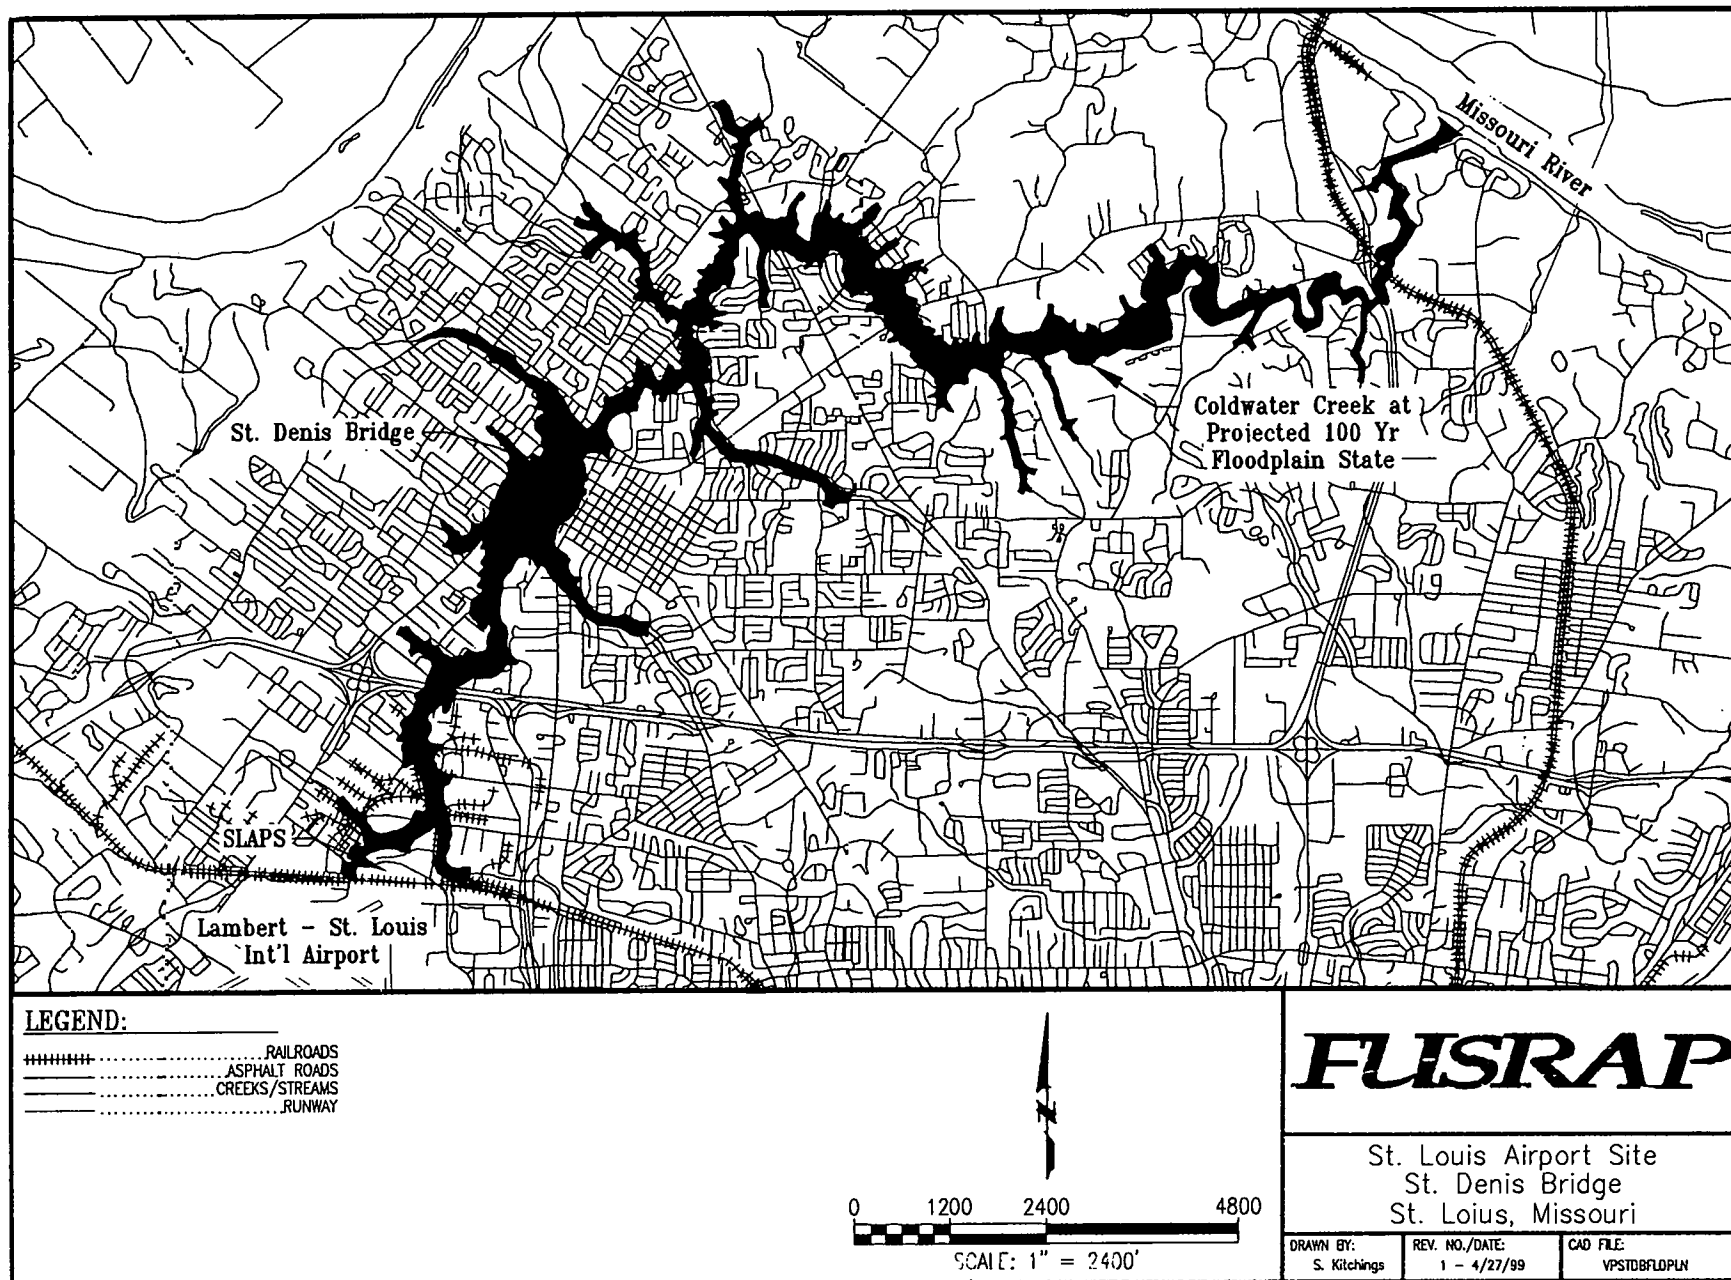 Missouri River
St. Denis Bridge
Coldwater Creek at
Projected 100 Yr
Floodplain State
SLAPS
Lambert - St. Louis
Int'l Airport
LEGEND:
RAILROADS
ASPHALT ROADS
CREEKS/STREAMS
RUNWAY
N
0 1200 2400 4800
SCALE: 1" = 2400'
FUSRAP
St. Louis Airport Site
St. Denis Bridge
St. Loius, Missouri
DRAWN BY:
S. Kitchings
REV. NO./DATE:
1 - 4/27/99
CAD FILE:
VPSTDBFLDPLN